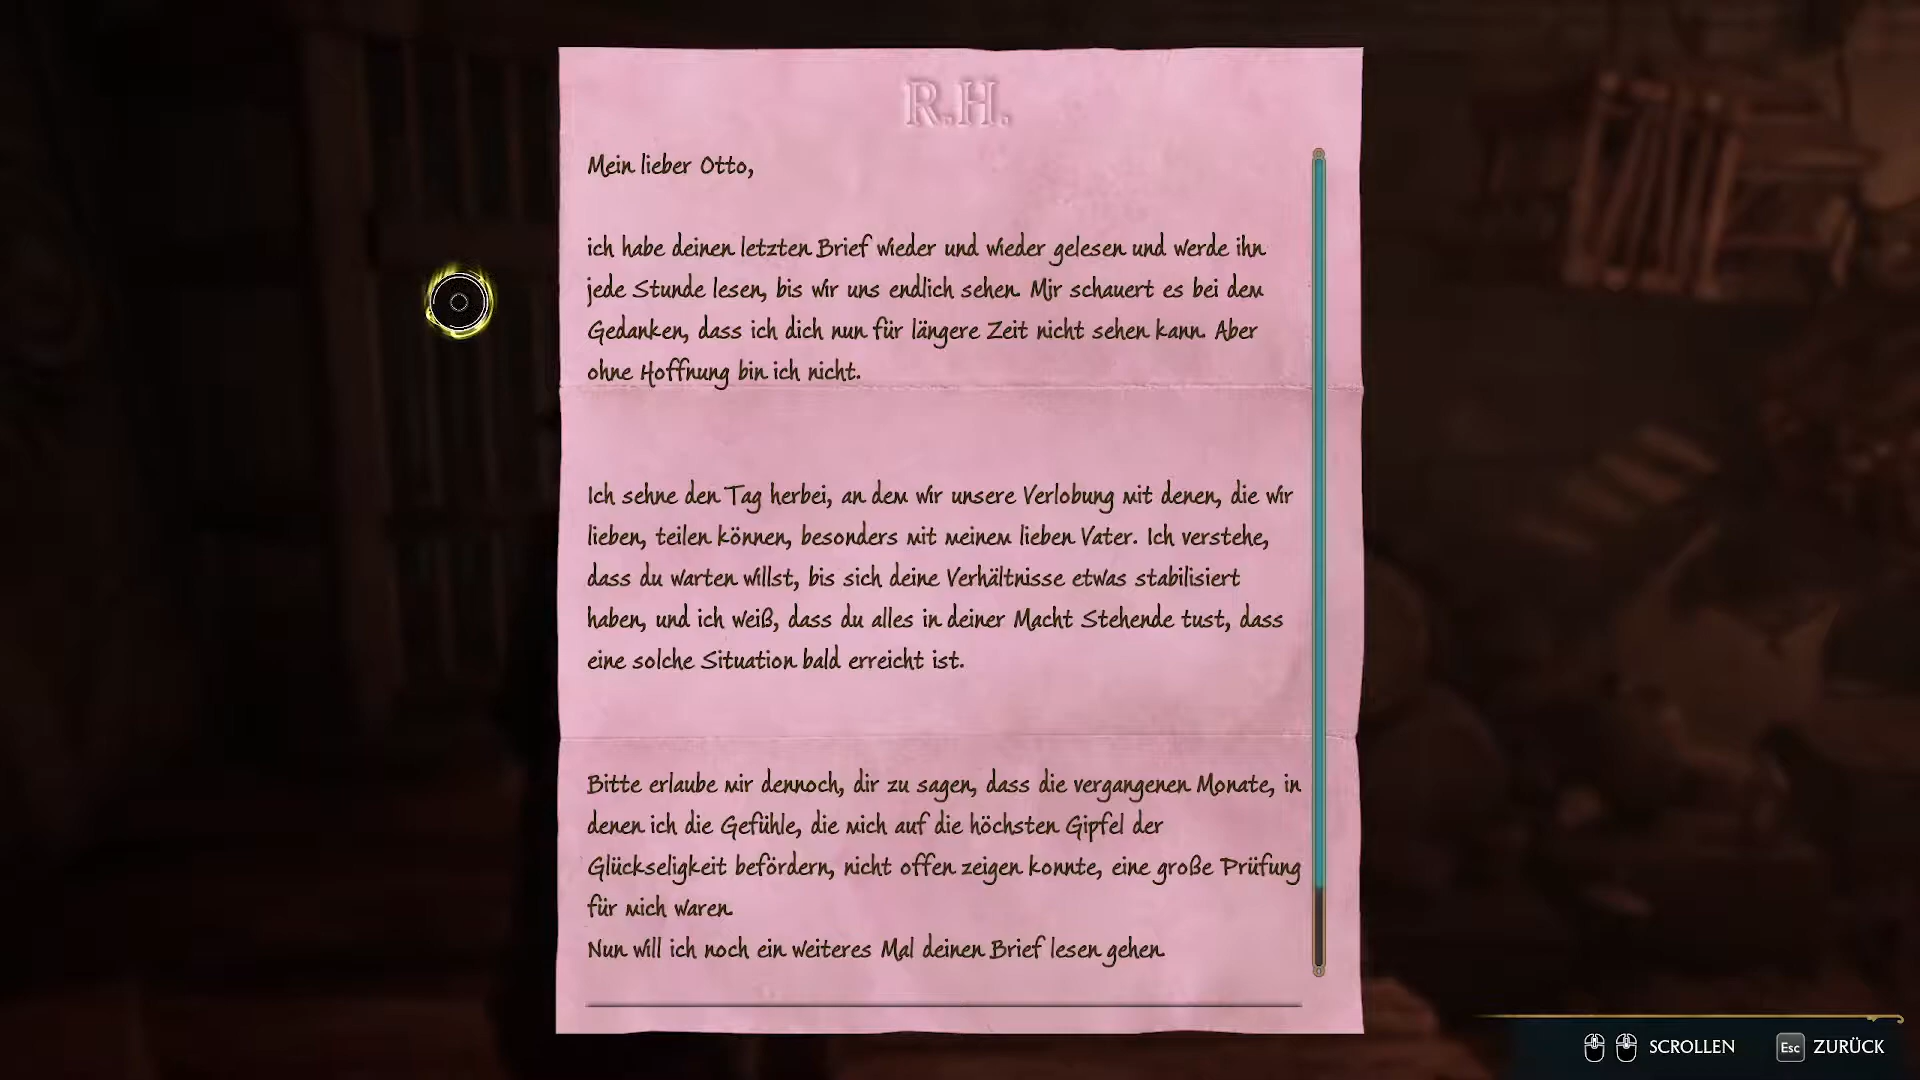 R.H.
Mein lieber Otto,
ich habe deinen letzten Brief wieder und wieder gelesen und werde ihn
jede Stunde lesen, bis wir uns endlich sehen. Mir schauert es bei dem
Gedanken, dass ich dich nun für längere Zeit nicht sehen kann. Aber
ohne Hoffnung bin ich nicht.
Ich sehne den Tag herbei, an dem wir unsere Verlobung mit denen, die wir
lieben, teilen können, besonders mit meinem lieben Vater. Ich verstehe,
dass du warten willst, bis sich deine Verhältnisse etwas stabilisiert
haben, und ich weiß, dass du alles in deiner Macht Stehende tust, dass
eine solche Situation bald erreicht ist.
Bitte erlaube mir dennoch, dir zu sagen, dass die vergangenen Monate, in
denen ich die Gefühle, die mich auf die höchsten Gipfel der
Glückseligkeit befördern, nicht offen zeigen konnte, eine große Prüfung
für mich waren.
Nun will ich noch ein weiteres Mal deinen Brief lesen gehen.
SCROLLEN
Esc ZURÜCK